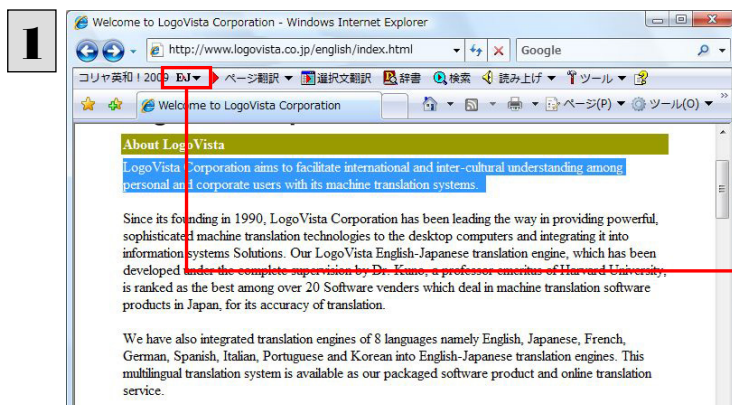 1
Welcome to LogoVista Corporation - Windows Internet Explorer
http://www.logovista.co.jp/english/index.html
Google
コリャ英和!2009 EAJ▼ ページ翻訳 ▼ 選択文翻訳 辞書 検索 読み上げ ▼ ツール ▼
Welcome to LogoVista Corporation ページ(P) ▼ ツール(O) ▼ »
About LogoVista
LogoVista Corporation aims to facilitate international and inter-cultural understanding among
personal and corporate users with its machine translation systems.
Since its founding in 1990, LogoVista Corporation has been leading the way in providing powerful,
sophisticated machine translation technologies to the desktop computers and integrating it into
information systems Solutions. Our LogoVista English-Japanese translation engine, which has been
developed under the complete supervision by Dr. Kuno, a professor emeritus of Harvard University,
is ranked as the best among over 20 Software venders which deal in machine translation software
products in Japan, for its accuracy of translation.
We have also integrated translation engines of 8 languages namely English, Japanese, French,
German, Spanish, Italian, Portuguese and Korean into English-Japanese translation engines. This
multilingual translation system is available as our packaged software product and online translation
service.